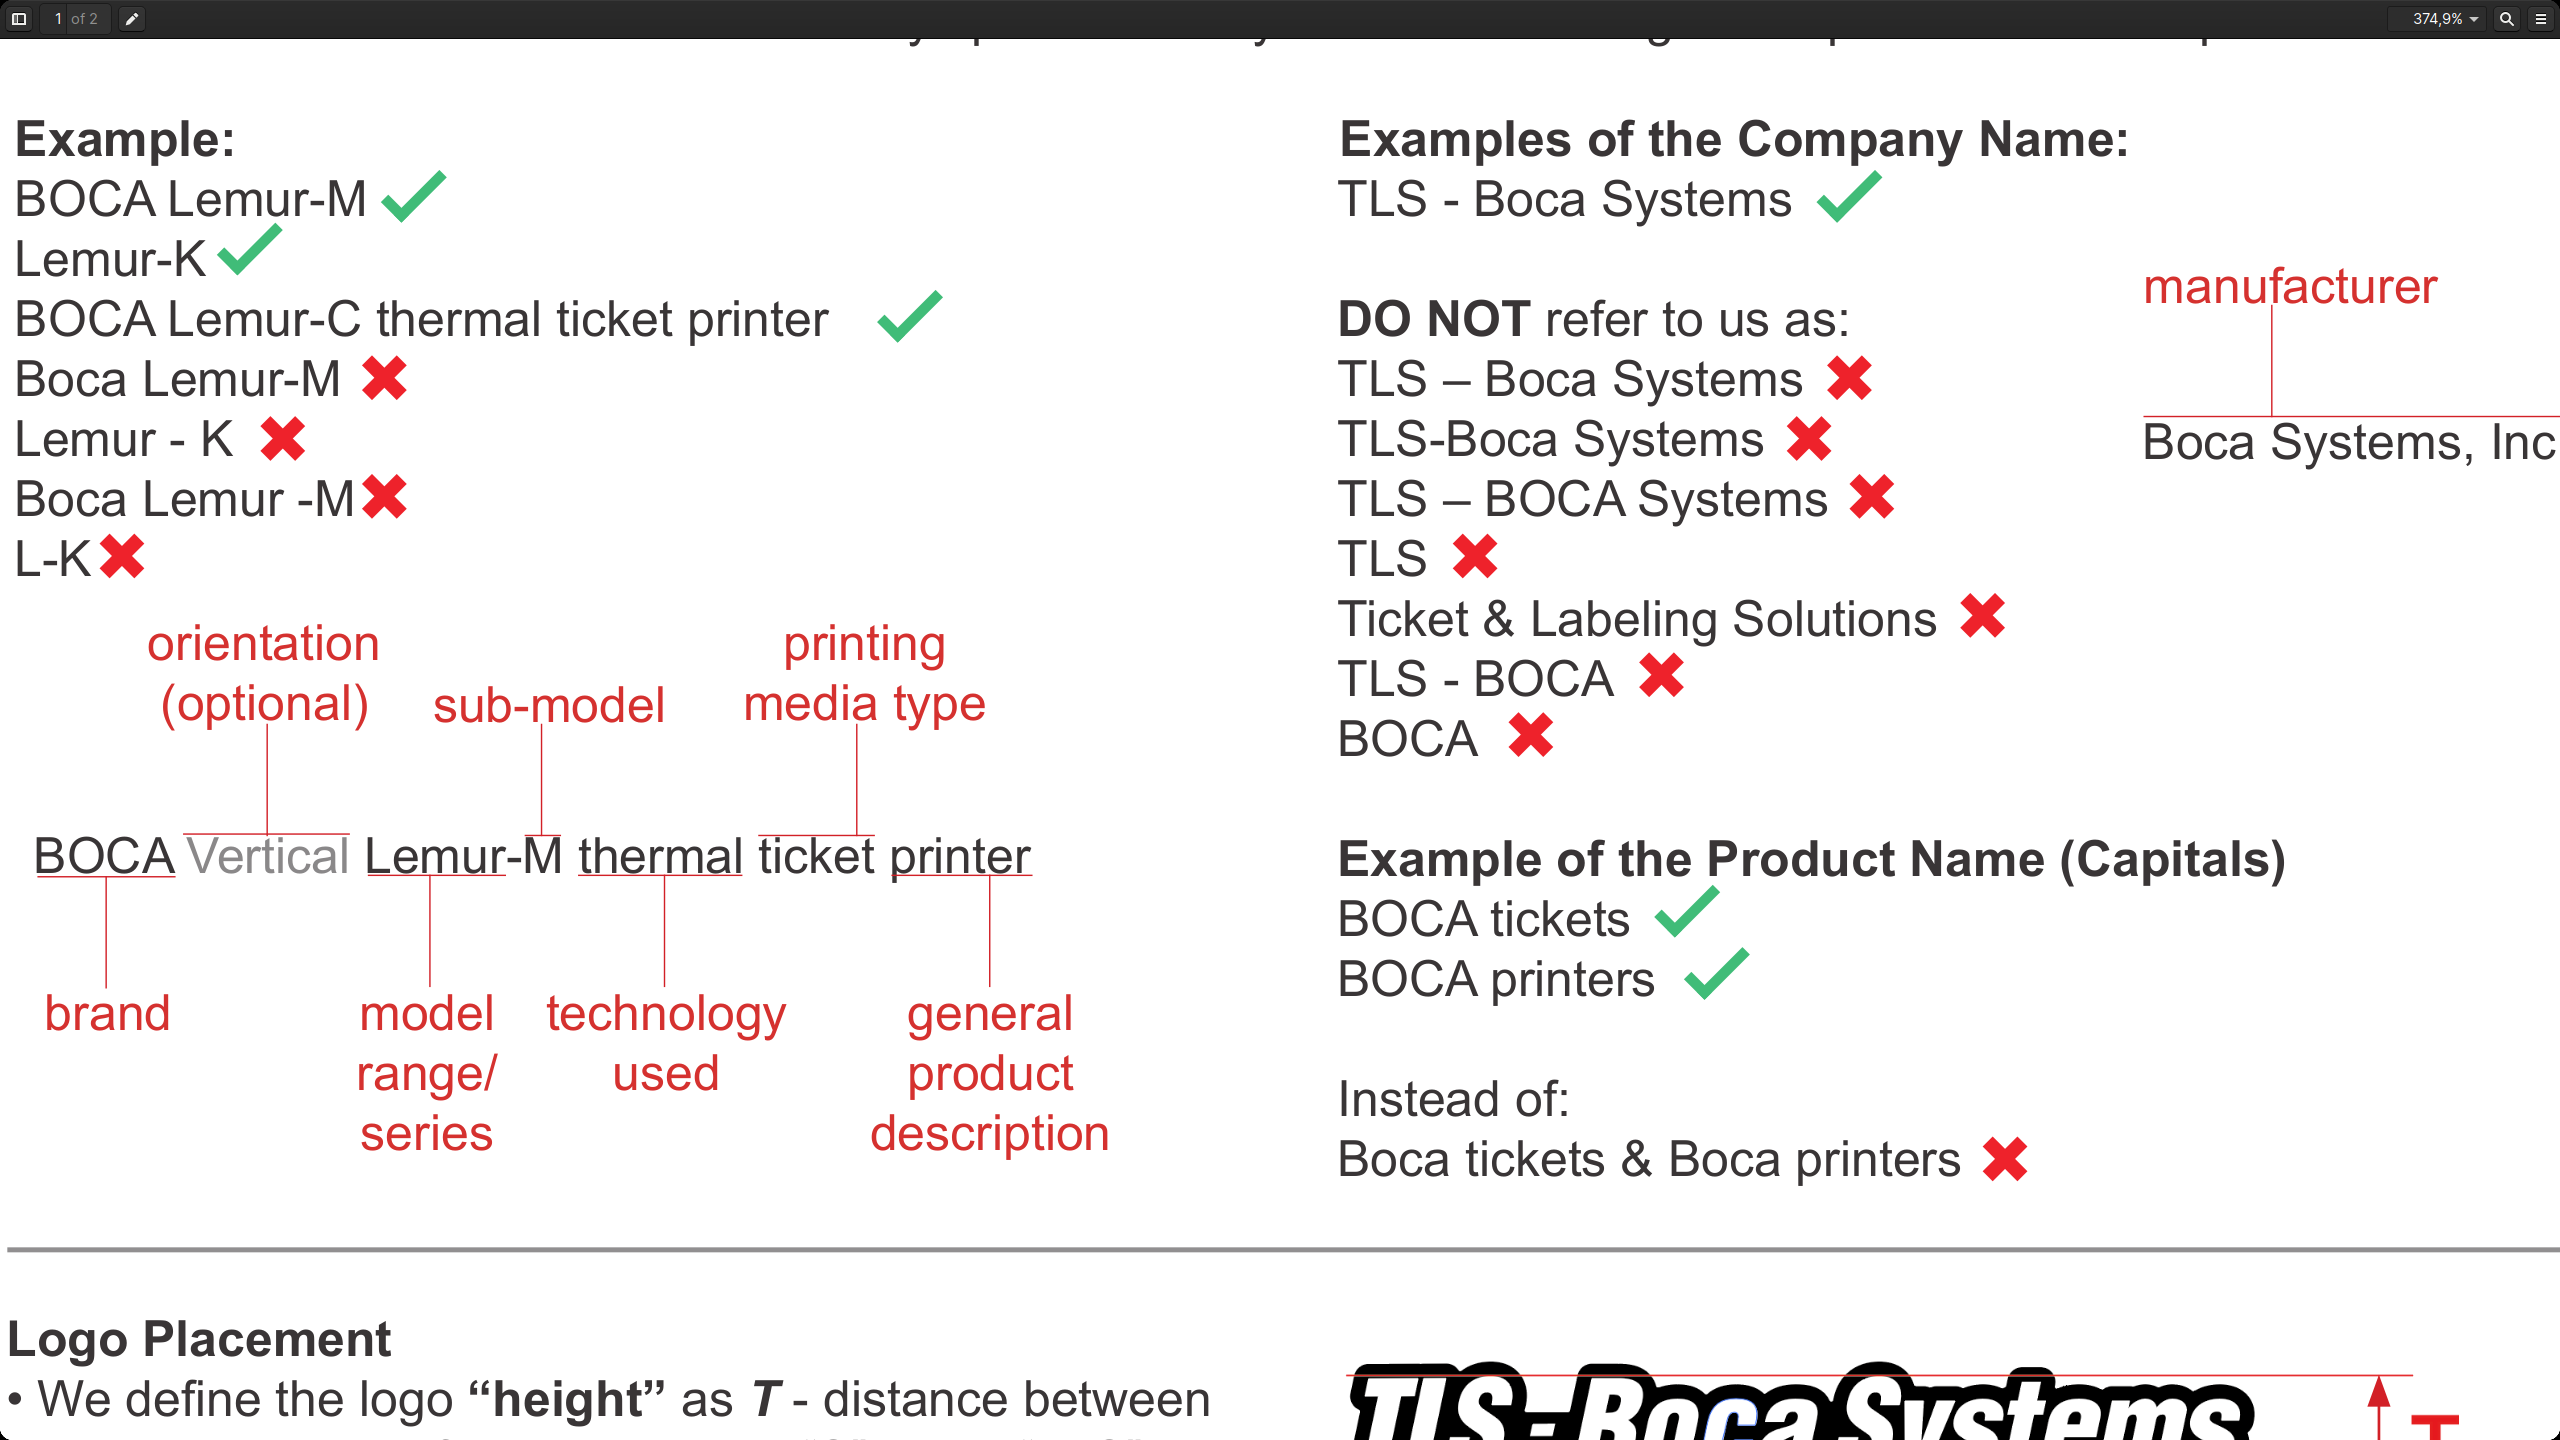 1 of 2
374,9%
Example:
BOCA Lemur-M
Lemur-K
BOCA Lemur-C thermal ticket printer
Boca Lemur-M
Lemur - K
Boca Lemur -M
L-K
orientation
(optional)
sub-model
printing
media type
BOCA Vertical Lemur-M thermal ticket printer
brand
model
range/
series
technology
used
general
product
description
Examples of the Company Name:
TLS - Boca Systems
DO NOT refer to us as:
TLS – Boca Systems
TLS-Boca Systems
TLS – BOCA Systems
TLS
Ticket & Labeling Solutions
TLS - BOCA
BOCA
manufacturer
Boca Systems, Inc
Example of the Product Name (Capitals)
BOCA tickets
BOCA printers
Instead of:
Boca tickets & Boca printers
Logo Placement
• We define the logo “height” as T - distance between
TLS - Boca Systems
T